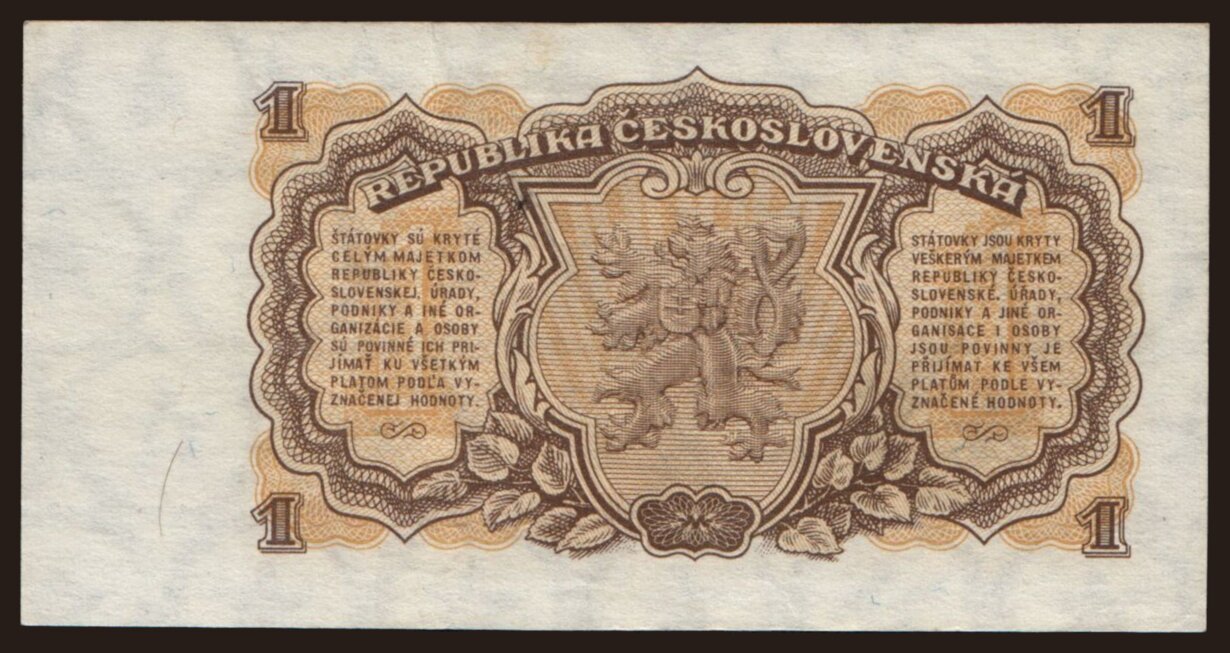 1
1
REPUBLIKA ČESKOSLOVENSKÁ
ŠTÁTOVKY SÚ KRYTÉ
CELÝM MAJETKOM
REPUBLIKY ČESKO-
SLOVENSKEJ. ÚRADY,
PODNIKY A INÉ OR-
GANIZÁCIE A OSOBY
SÚ POVINNÉ ICH PRI-
JÍMAŤ KU VŠETKÝM
PLATOM PODĽA VY-
ZNAČENEJ HODNOTY.
STÁTOVKY JSOU KRYTY
VEŠKERÝM MAJETKEM
REPUBLIKY ČESKO-
SLOVENSKÉ. ÚŘADY,
PODNIKY A JINÉ OR-
GANISACE I OSOBY
JSOU POVINNY JE
PŘIJÍMAT KE VŠEM
PLATŮM PODLE VY-
ZNAČENÉ HODNOTY.
1
1